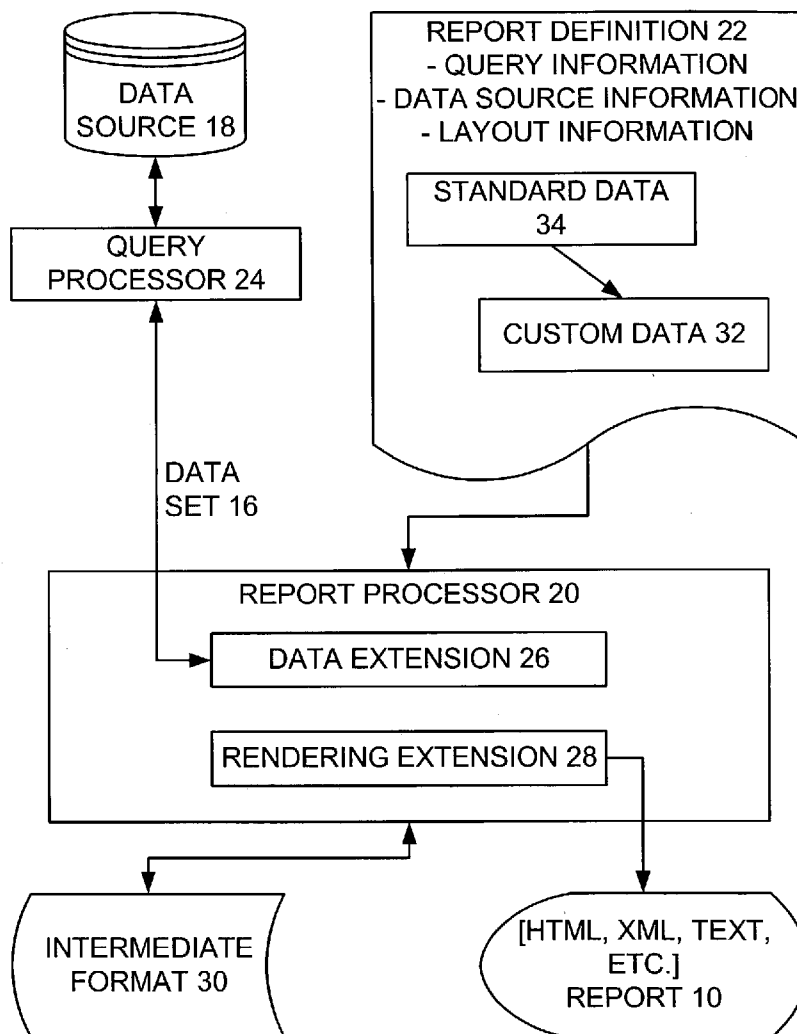 DATA
SOURCE 18
REPORT DEFINITION 22
- QUERY INFORMATION
- DATA SOURCE INFORMATION
- LAYOUT INFORMATION
STANDARD DATA
34
CUSTOM DATA 32
QUERY
PROCESSOR 24
DATA
SET 16
REPORT PROCESSOR 20
DATA EXTENSION 26
RENDERING EXTENSION 28
INTERMEDIATE
FORMAT 30
[HTML, XML, TEXT,
ETC.]
REPORT 10